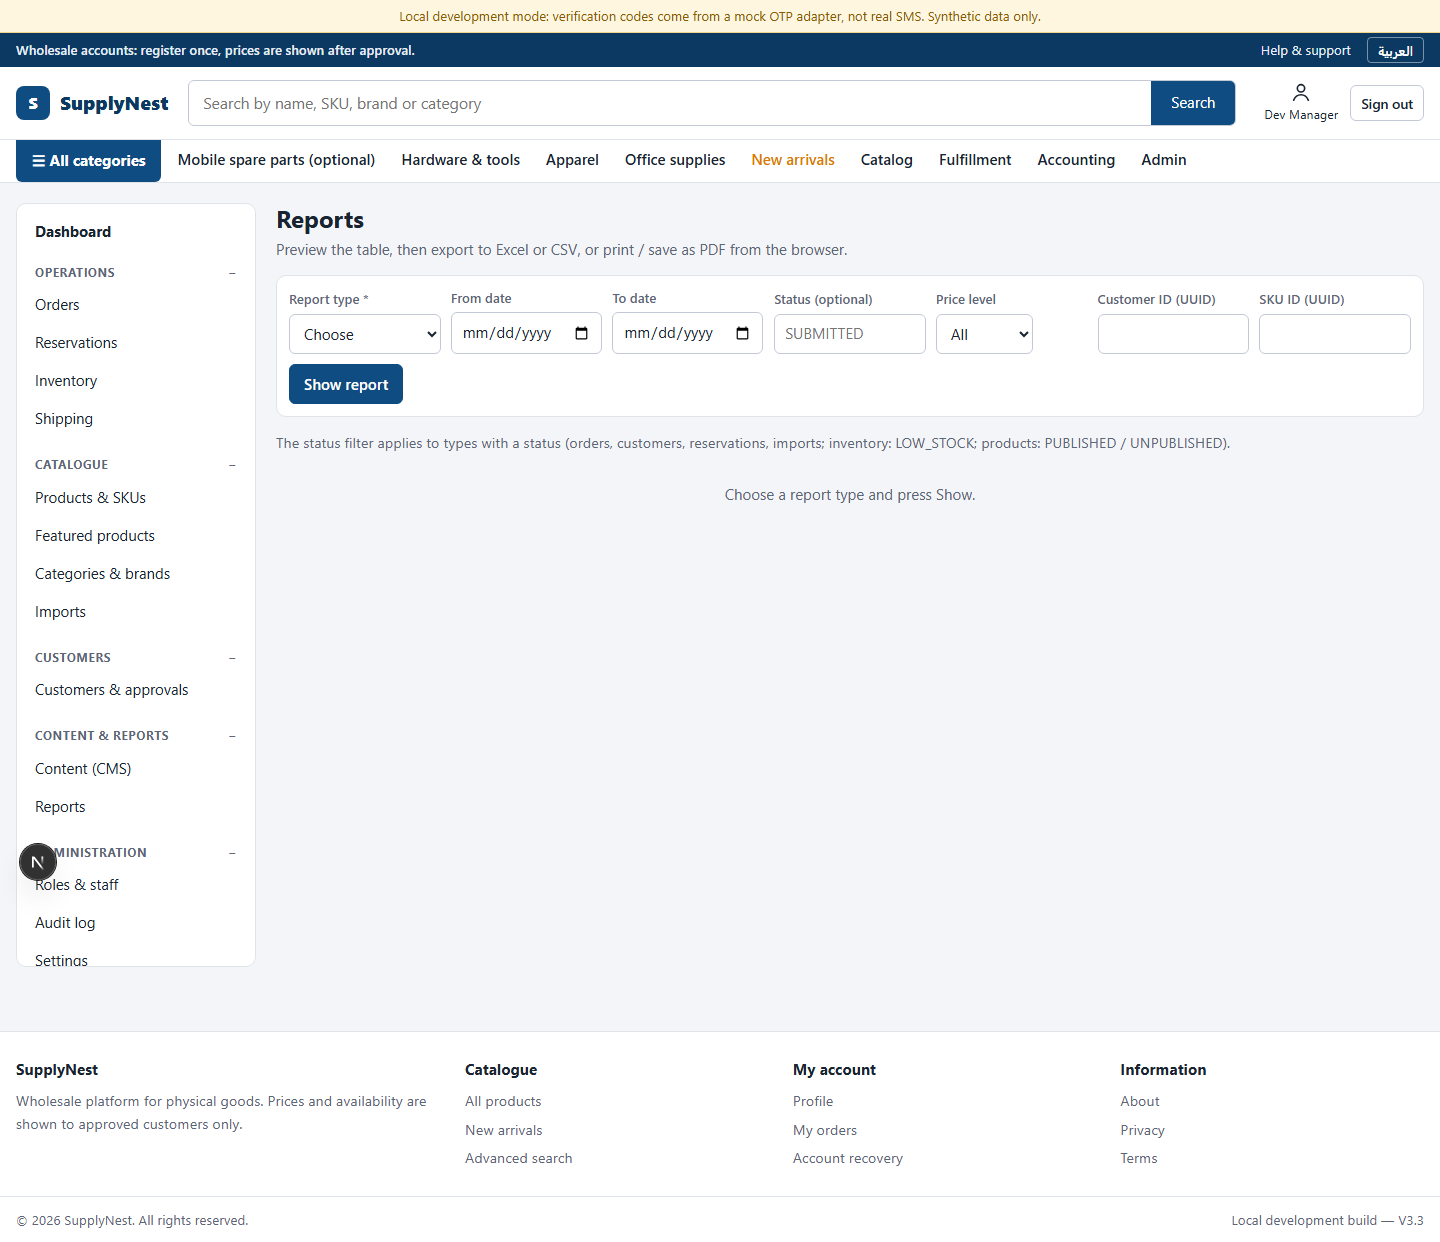 Local development mode: verification codes come from a mock OTP adapter, not real SMS. Synthetic data only.
Wholesale accounts: register once, prices are shown after approval.
Help & support
العربية
S
SupplyNest
Search by name, SKU, brand or category
Search
Dev Manager
Sign out
☰ All categories
Mobile spare parts (optional)
Hardware & tools
Apparel
Office supplies
New arrivals
Catalog
Fulfillment
Accounting
Admin
Dashboard
OPERATIONS –
Orders
Reservations
Inventory
Shipping
CATALOGUE –
Products & SKUs
Featured products
Categories & brands
Imports
CUSTOMERS –
Customers & approvals
CONTENT & REPORTS –
Content (CMS)
Reports
N
MINISTRATION –
Roles & staff
Audit log
Settings
Reports
Preview the table, then export to Excel or CSV, or print / save as PDF from the browser.
Report type *
Choose
From date
mm/dd/yyyy
To date
mm/dd/yyyy
Status (optional)
SUBMITTED
Price level
All
Customer ID (UUID)
SKU ID (UUID)
Show report
The status filter applies to types with a status (orders, customers, reservations, imports; inventory: LOW_STOCK; products: PUBLISHED / UNPUBLISHED).
Choose a report type and press Show.
SupplyNest
Wholesale platform for physical goods. Prices and availability are
shown to approved customers only.
Catalogue
All products
New arrivals
Advanced search
My account
Profile
My orders
Account recovery
Information
About
Privacy
Terms
© 2026 SupplyNest. All rights reserved.
Local development build — V3.3